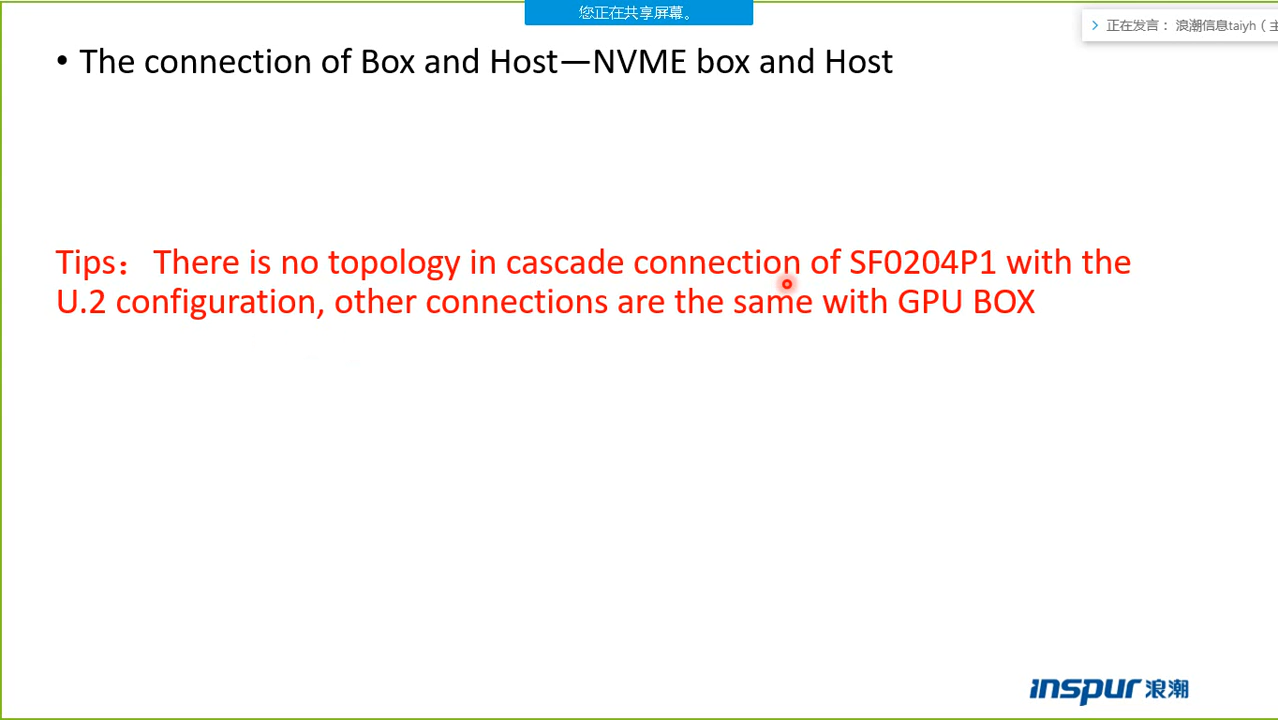 您正在共享屏幕。
正在发言： 浪潮信息taiyh（主
• The connection of Box and Host—NVME box and Host
Tips： There is no topology in cascade connection of SF0204P1 with the
U.2 configuration, other connections are the same with GPU BOX
inspur 浪潮